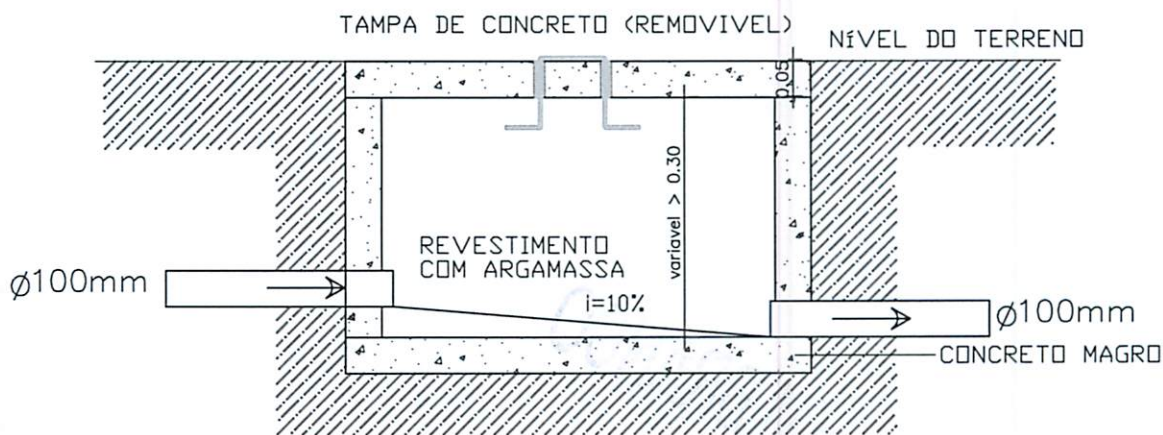 TAMPA DE CONCRETO (REMOVIVEL)
NÍVEL DO TERRENO
0.05
variavel > 0.30
REVESTIMENTO
COM ARGAMASSA
i=10%
Ø100mm
Ø100mm
CONCRETO MAGRO